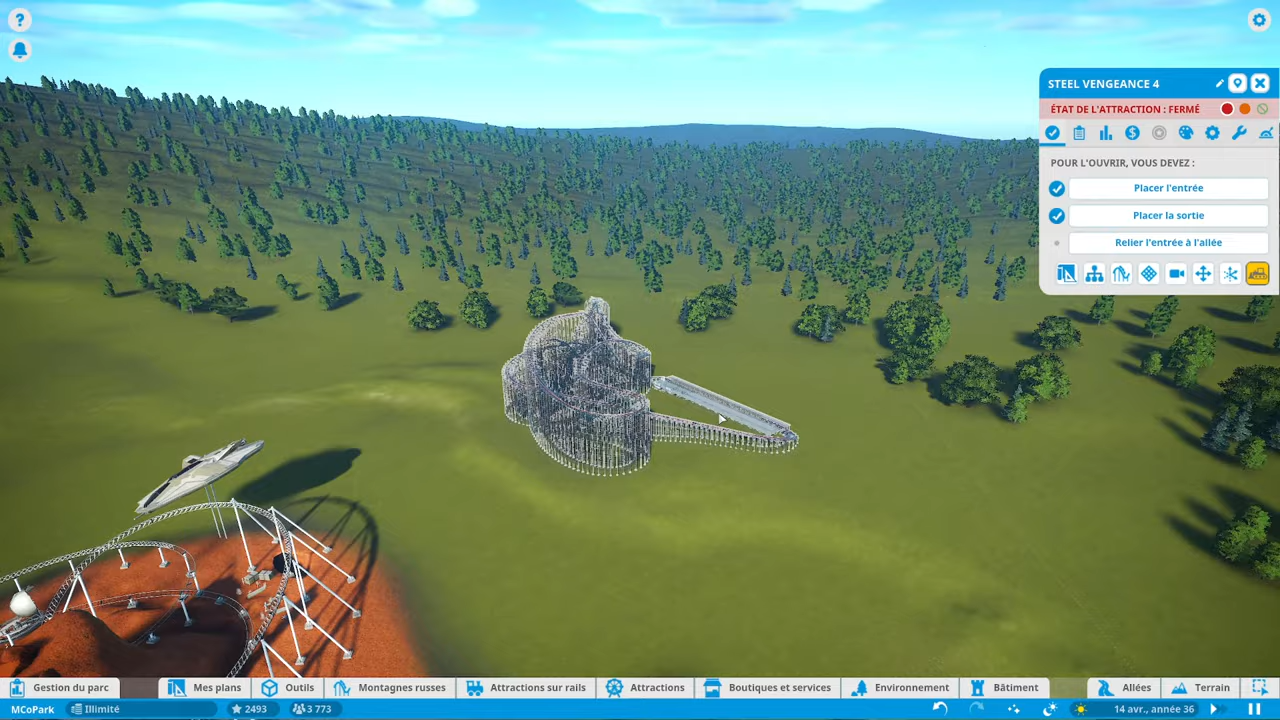 ?
STEEL VENGEANCE 4
ÉTAT DE L'ATTRACTION : FERMÉ
POUR L'OUVRIR, VOUS DEVEZ :
Placer l'entrée
Placer la sortie
Relier l'entrée à l'allée
Gestion du parc
Mes plans
Outils
Montagnes russes
Attractions sur rails
Attractions
Boutiques et services
Environnement
Bâtiment
Allées
Terrain
MCoPark
Illimité
2493
3 773
14 avr., année 36